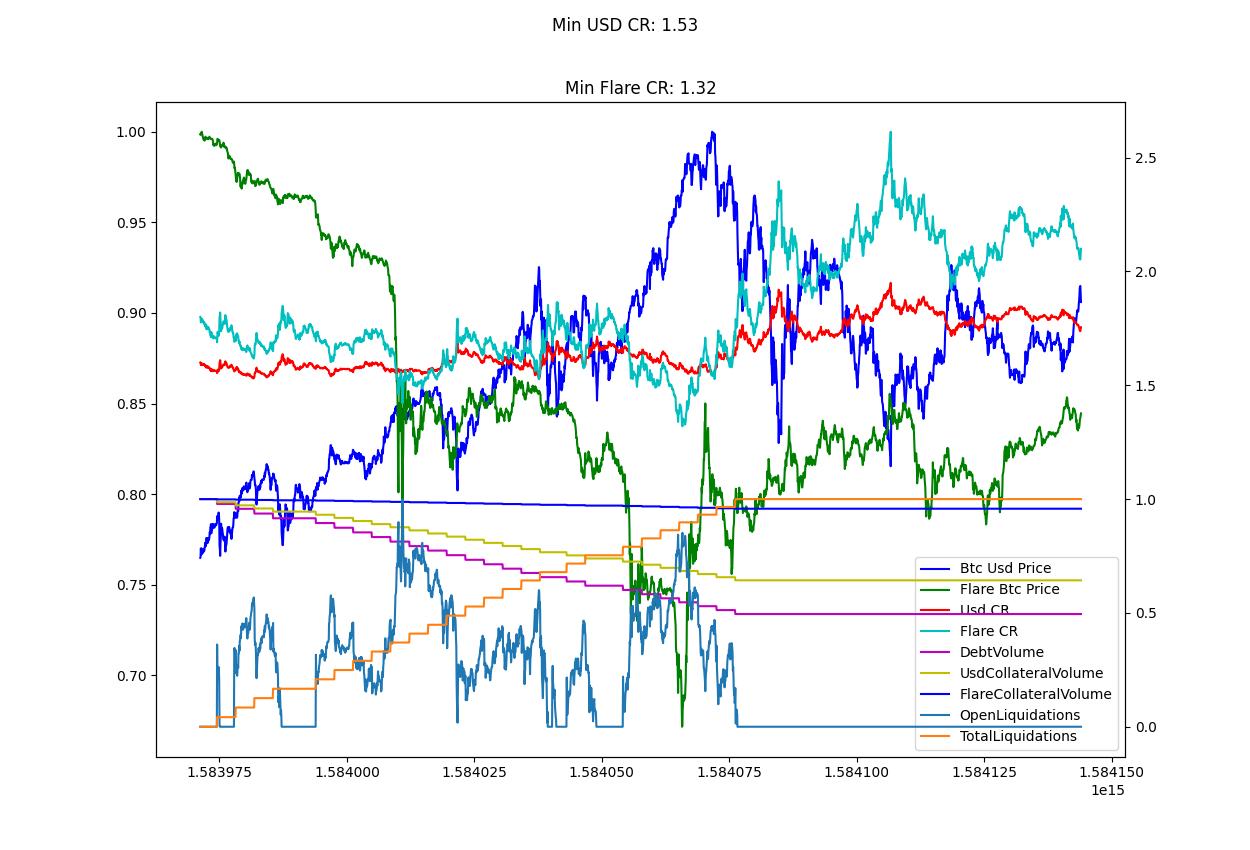 Min USD CR: 1.53
Min Flare CR: 1.32
1.00
0.95
0.90
0.85
0.80
0.75
0.70
2.5
2.0
1.5
1.0
0.5
0.0
Btc Usd Price
Flare Btc Price
Usd CR
Flare CR
DebtVolume
UsdCollateralVolume
FlareCollateralVolume
OpenLiquidations
TotalLiquidations
1.583975 1.584000 1.584025 1.584050 1.584075 1.584100 1.584125 1.584150
1e15